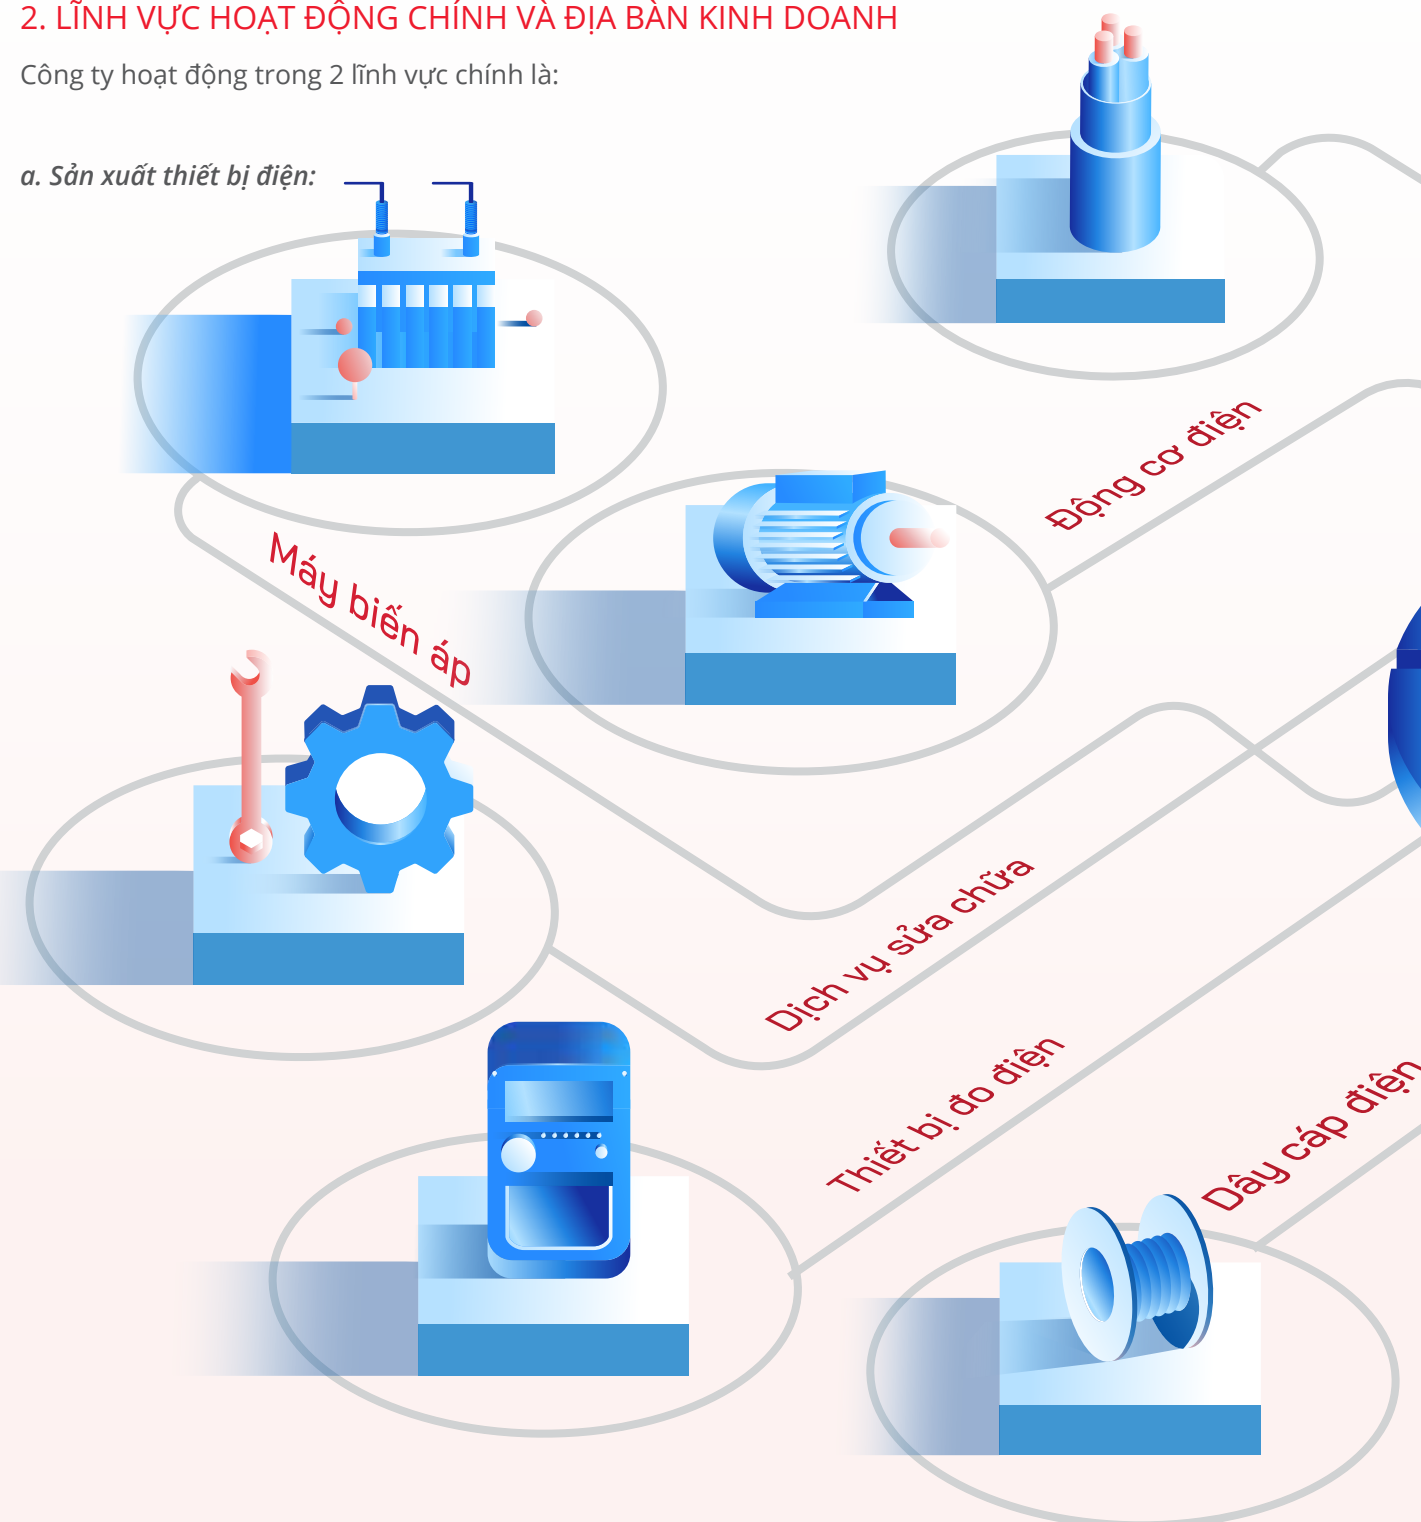 2. LĨNH VỰC HOẠT ĐỘNG CHÍNH VÀ ĐỊA BÀN KINH DOANH
Công ty hoạt động trong 2 lĩnh vực chính là:
a. Sản xuất thiết bị điện:
Động cơ điện
Máy biến áp
Dịch vụ sửa chữa
Thiết bị đo điện
Dây cáp điện